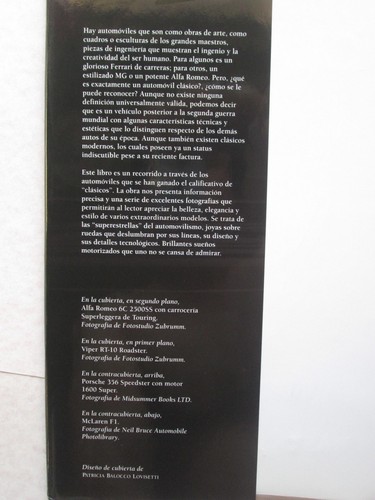 Hay automóviles que son como obras de arte, como
cuadros o esculturas de los grandes maestros,
piezas de ingeniería que muestran el ingenio y la
creatividad del ser humano. Para algunos es un
glorioso Ferrari de carreras; para otros, un
estilizado MG o un potente Alfa Romeo. Pero, ¿qué
es exactamente un automóvil clásico?, ¿cómo se le
puede reconocer? Aunque no existe ninguna
definición universalmente válida, podemos decir
que es un vehículo posterior a la segunda guerra
mundial con algunas características técnicas y
estéticas que lo distinguen respecto de los demás
autos de su época. Aunque también existen clásicos
modernos, los cuales poseen ya un status
indiscutible pese a su reciente factura.
Este libro es un recorrido a través de los
automóviles que se han ganado el calificativo de
"clásicos". La obra nos presenta información
precisa y una serie de excelentes fotografías que
permitirán al lector apreciar la belleza, elegancia y
estilo de varios extraordinarios modelos. Se trata de
las "superestrellas" del automovilismo, joyas sobre
ruedas que deslumbran por sus líneas, su diseño y
sus detalles tecnológicos. Brillantes sueños
motorizados que uno no se cansa de admirar.
En la cubierta, en segundo plano,
Alfa Romeo 6C 2500SS con carrocería
Superleggera de Touring.
Fotografía de Fotostudio Zubrumm.
En la cubierta, en primer plano,
Viper RT-10 Roadster.
Fotografía de Fotostudio Zubrumm.
En la contracubierta, arriba,
Porsche 356 Speedster con motor
1600 Super.
Fotografía de Midsummer Books LTD.
En la contracubierta, abajo,
McLaren F1.
Fotografía de Neil Bruce Automobile
Photolibrary.
Diseño de cubierta de
PATRICIA BALOCCO LOVISETTI